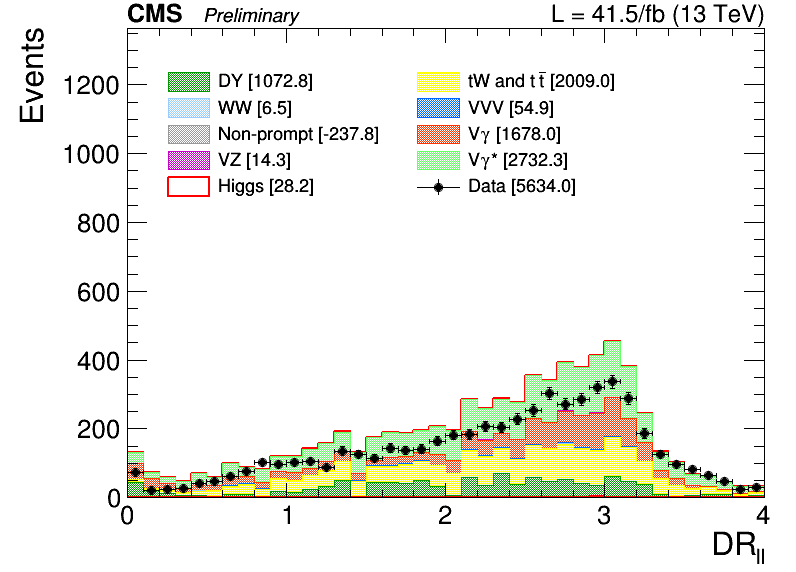 CMS Preliminary L = 41.5/fb (13 TeV)
Events
DY [1072.8]
WW [6.5]
Non-prompt [-237.8]
VZ [14.3]
Higgs [28.2]
tW and tt̄ [2009.0]
VVV [54.9]
Vγ [1678.0]
Vγ* [2732.3]
Data [5634.0]
1200
1000
800
600
400
200
0
0 1 2 3 4
DR_ll